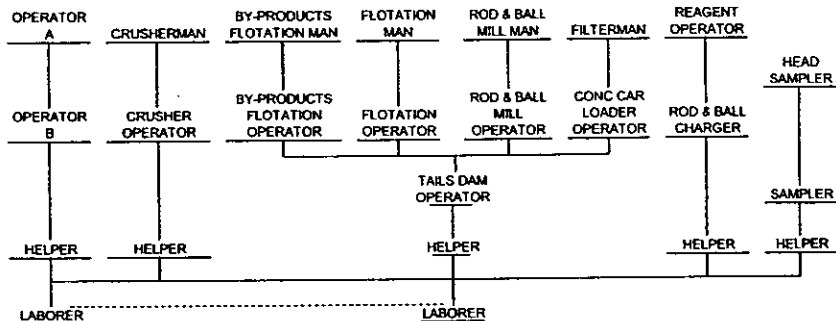 OPERATOR
A
CRUSHERMAN
BY-PRODUCTS
FLOTATION MAN
FLOTATION
MAN
ROD & BALL
MILL MAN
FILTERMAN
REAGENT
OPERATOR
HEAD
SAMPLER
OPERATOR
B
CRUSHER
OPERATOR
BY-PRODUCTS
FLOTATION
OPERATOR
FLOTATION
OPERATOR
ROD & BALL
MILL
OPERATOR
CONC CAR
LOADER
OPERATOR
ROD & BALL
CHARGER
TAILS DAM
OPERATOR
SAMPLER
HELPER
HELPER
HELPER
HELPER
HELPER
LABORER
LABORER